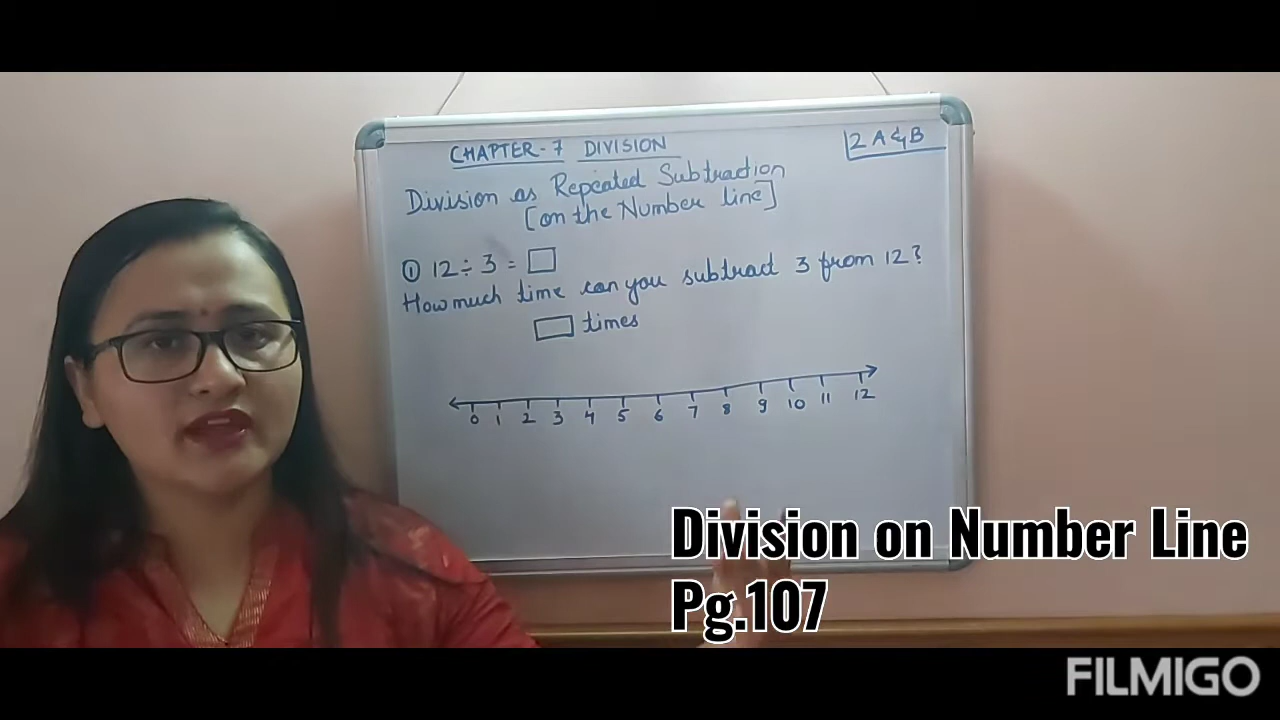 CHAPTER-7 DIVISION
2 A & B
Division as Repeated Subtraction
[on the Number line]
① 12 ÷ 3 = □
How much time can you subtract 3 from 12?
□ times
0 1 2 3 4 5 6 7 8 9 10 11 12
Division on Number Line
Pg.107
FILMIGO